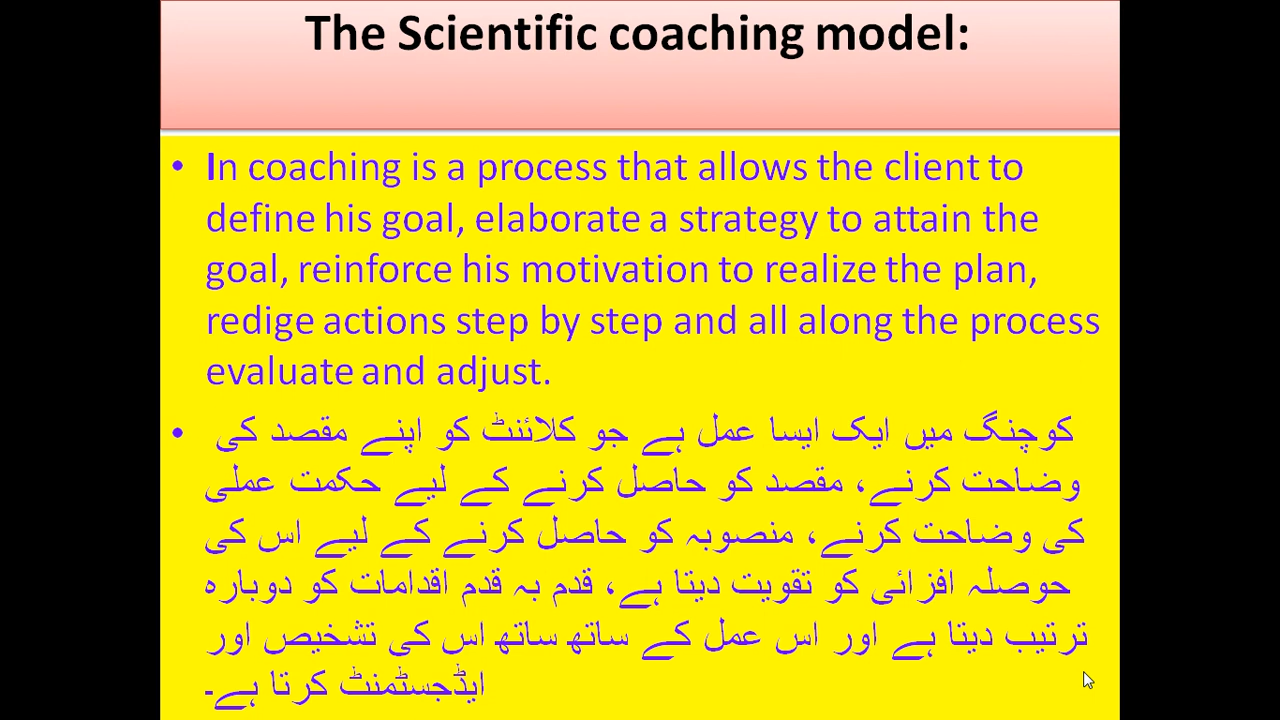 The Scientific coaching model:
• In coaching is a process that allows the client to
define his goal, elaborate a strategy to attain the
goal, reinforce his motivation to realize the plan,
redige actions step by step and all along the process
evaluate and adjust.
• کوچنگ میں ایک ایسا عمل ہے جو کلائنٹ کو اپنے مقصد کی
وضاحت کرنے، مقصد کو حاصل کرنے کے لیے حکمت عملی
کی وضاحت کرنے، منصوبہ کو حاصل کرنے کے لیے اس کی
حوصلہ افزائی کو تقویت دیتا ہے، قدم بہ قدم اقدامات کو دوبارہ
ترتیب دیتا ہے اور اس عمل کے ساتھ ساتھ اس کی تشخیص اور
ایڈجسٹمنٹ کرتا ہے۔